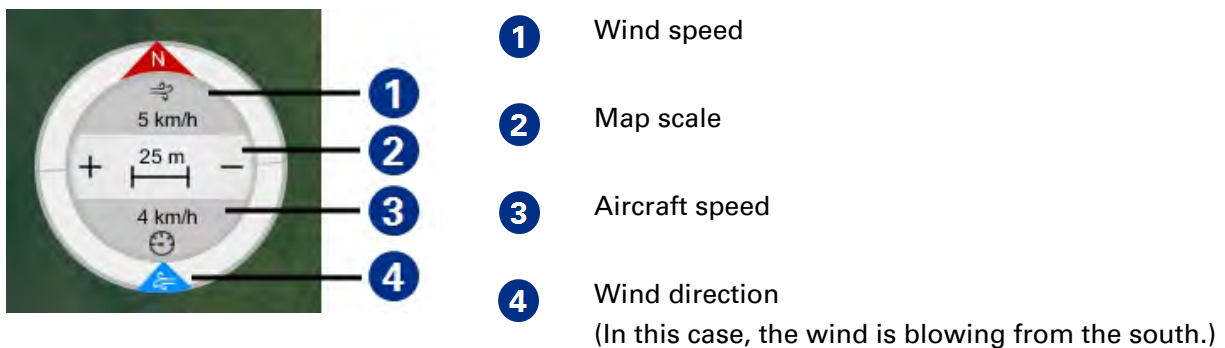 N
5 km/h
+ 25 m −
4 km/h
1 Wind speed
2 Map scale
3 Aircraft speed
4 Wind direction
(In this case, the wind is blowing from the south.)
1
2
3
4